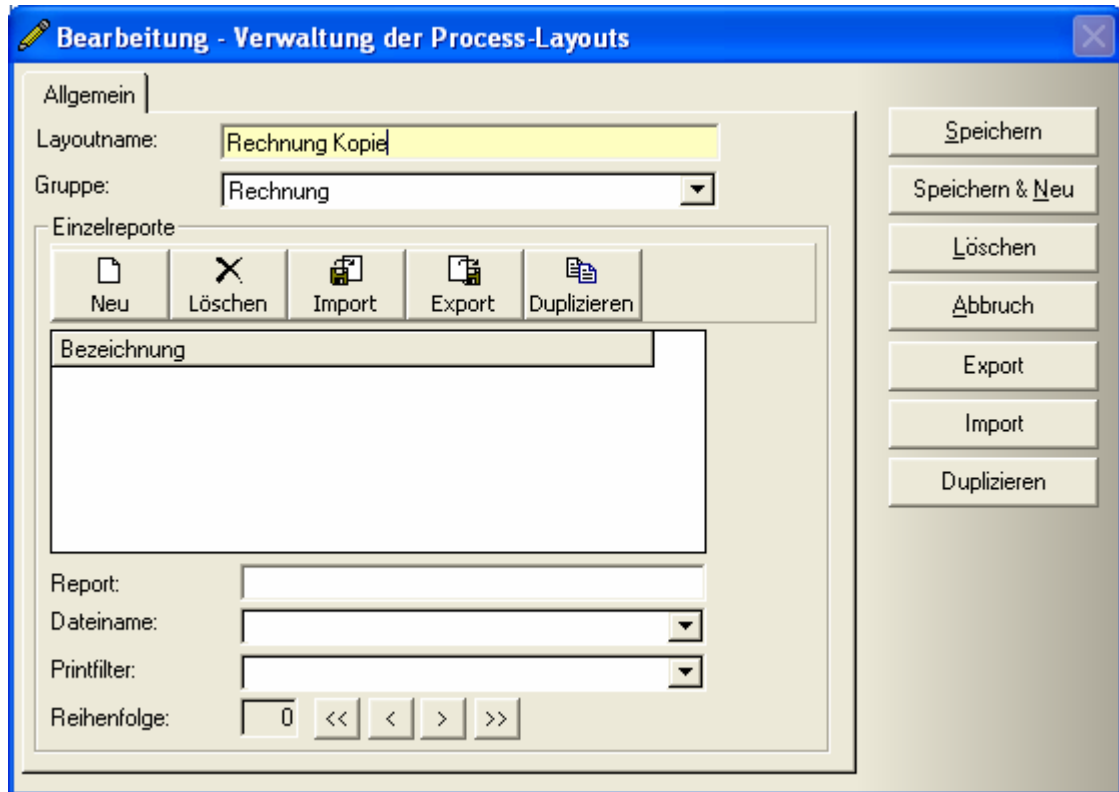 Bearbeitung - Verwaltung der Process-Layouts
Allgemein
Layoutname: Rechnung Kopie
Gruppe: Rechnung
Einzelreporte
Neu Löschen Import Export Duplizieren
Bezeichnung
Report:
Dateiname:
Printfilter:
Reihenfolge: 0 << < > >>
Speichern
Speichern & Neu
Löschen
Abbruch
Export
Import
Duplizieren